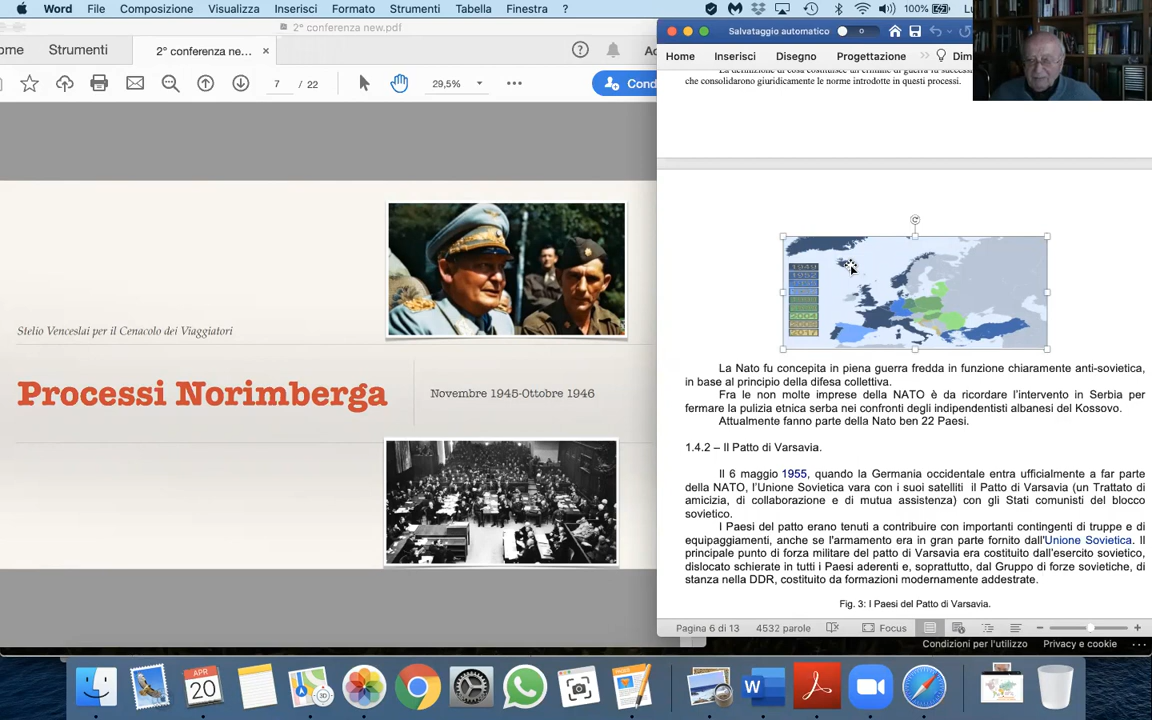 Word File Composizione Visualizza Inserisci Formato Strumenti Tabella Finestra ? 100% Lu
2° conferenza new.pdf
ome Strumenti 2° conferenza ne... × ? Ac
7 / 22 29,5% Cond
Salvataggio automatico
Home Inserisci Disegno Progettazione >> Dim
che consolidarono giuridicamente le norme introdotte in questi processi.
Stelio Venceslai per il Cenacolo dei Viaggiatori
Processi Norimberga
Novembre 1945-Ottobre 1946
1949
1952
La Nato fu concepita in piena guerra fredda in funzione chiaramente anti-sovietica,
in base al principio della difesa collettiva.
Fra le non molte imprese della NATO è da ricordare l'intervento in Serbia per
fermare la pulizia etnica serba nei confronti degli indipendentisti albanesi del Kossovo.
Attualmente fanno parte della Nato ben 22 Paesi.
1.4.2 – Il Patto di Varsavia.
Il 6 maggio 1955, quando la Germania occidentale entra ufficialmente a far parte
della NATO, l'Unione Sovietica vara con i suoi satelliti il Patto di Varsavia (un Trattato di
amicizia, di collaborazione e di mutua assistenza) con gli Stati comunisti del blocco
sovietico.
I Paesi del patto erano tenuti a contribuire con importanti contingenti di truppe e di
equipaggiamenti, anche se l'armamento era in gran parte fornito dall'Unione Sovietica. Il
principale punto di forza militare del patto di Varsavia era costituito dall'esercito sovietico,
dislocato schierate in tutti i Paesi aderenti e, soprattutto, dal Gruppo di forze sovietiche, di
stanza nella DDR, costituito da formazioni modernamente addestrate.
Fig. 3: I Paesi del Patto di Varsavia.
Pagina 6 di 13 4532 parole Focus
Condizioni per l'utilizzo Privacy e cookie ...
APR
20
3D
W